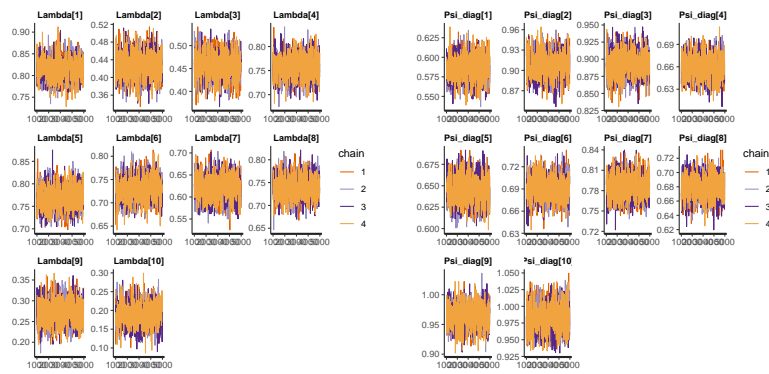 Lambda[1] Lambda[2] Lambda[3] Lambda[4]
0.90 0.85 0.80 0.75
0.52 0.48 0.44 0.40 0.36
0.50 0.45 0.40
0.80 0.75 0.70
Lambda[5] Lambda[6] Lambda[7] Lambda[8]
0.85 0.80 0.75 0.70
0.80 0.75 0.70 0.65 0.60
0.70 0.65 0.60 0.55
0.80 0.75 0.70 0.65
Lambda[9] Lambda[10]
0.35 0.30 0.25 0.20
0.30 0.25 0.20 0.15 0.10
chain
1
2
3
4
Psi_diag[1] Psi_diag[2] Psi_diag[3] Psi_diag[4]
0.625 0.600 0.575 0.550
0.96 0.93 0.90 0.87
0.950 0.925 0.900 0.875 0.850 0.825
0.69 0.66 0.63
Psi_diag[5] Psi_diag[6] Psi_diag[7] Psi_diag[8]
0.675 0.650 0.625 0.600
0.72 0.69 0.66 0.63
0.84 0.81 0.78 0.75 0.72
0.72 0.70 0.68 0.66 0.64 0.62
Psi_diag[9] Psi_diag[10]
1.00 0.95 0.90
1.050 1.025 1.000 0.975 0.950 0.925
chain
1
2
3
4